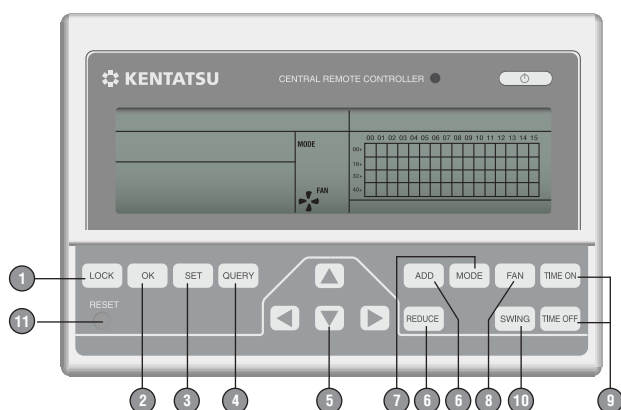 KENTATSU
CENTRAL REMOTE CONTROLLER
00 01 02 03 04 05 06 07 08 09 10 11 12 13 14 15
MODE
00+
16+
32+
40+
FAN
1
LOCK OK SET QUERY ADD MODE FAN TIME ON
11
RESET
REDUCE SWING TIME OFF
2 3 4 5 7 6 6 8 10 9